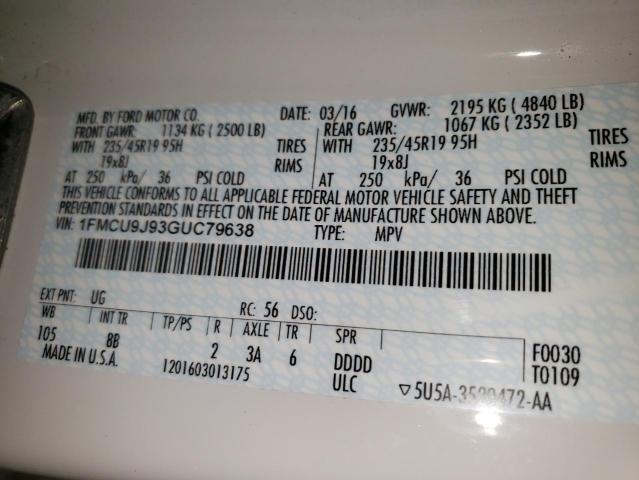 MFD. BY FORD MOTOR CO. DATE: 03/16 GVWR: 2195 KG ( 4840 LB)
FRONT GAWR: 1134 KG ( 2500 LB) REAR GAWR: 1067 KG ( 2352 LB)
WITH 235/45R19 95H TIRES WITH 235/45R19 95H TIRES
19x8J RIMS 19x8J RIMS
AT 250 kPa/ 36 PSI COLD AT 250 kPa/ 36 PSI COLD
THIS VEHICLE CONFORMS TO ALL APPLICABLE FEDERAL MOTOR VEHICLE SAFETY AND THEFT
PREVENTION STANDARDS IN EFFECT ON THE DATE OF MANUFACTURE SHOWN ABOVE.
VIN: 1FMCU9J93GUC79638 TYPE: MPV
EXT PNT: UG RC: 56 DSO:
WB INT TR TP/PS R AXLE TR SPR
105 8B 2 3A 6 DDDD F0030
MADE IN U.S.A. 1201603013175 ULC T0109
▽5U5A-3520472-AA